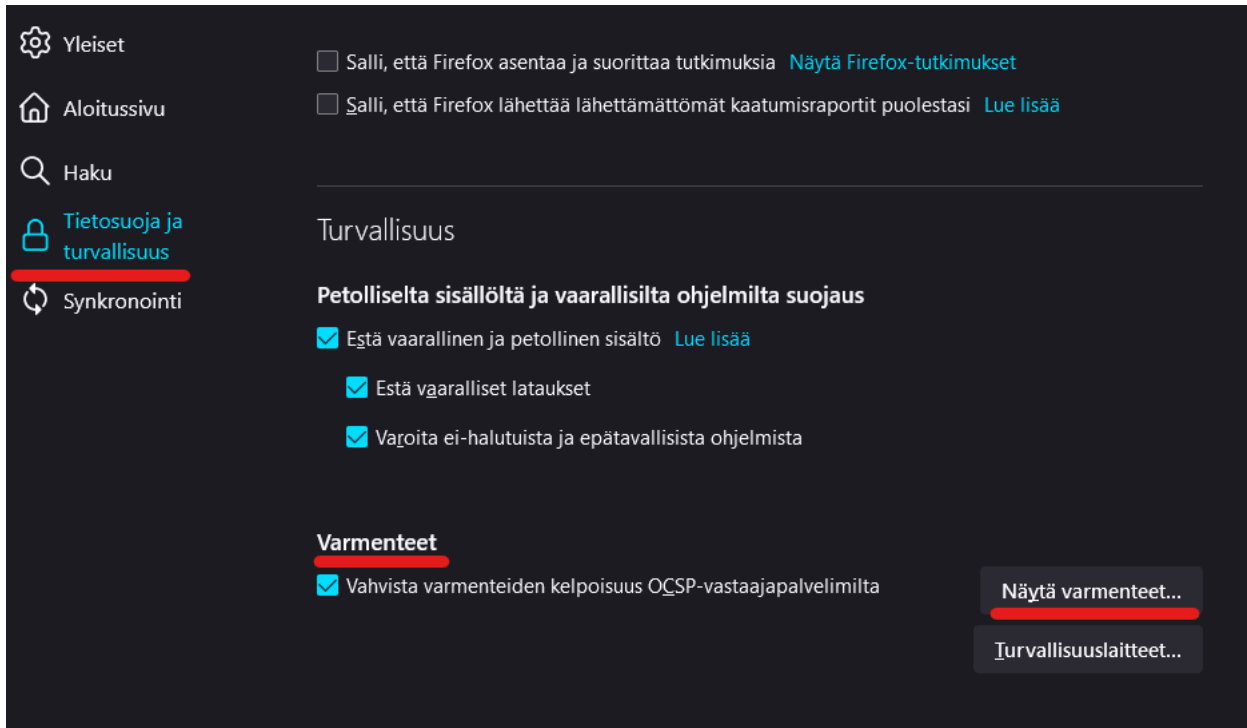 Yleiset
Aloitussivu
Haku
Tietosuoja ja
turvallisuus
Synkronointi
Salli, että Firefox asentaa ja suorittaa tutkimuksia Näytä Firefox-tutkimukset
Salli, että Firefox lähettää lähettämättömät kaatumisraportit puolestasi Lue lisää
Turvallisuus
Petolliselta sisällöltä ja vaarallisilta ohjelmilta suojaus
Estä vaarallinen ja petollinen sisältö Lue lisää
Estä vaaralliset lataukset
Varoita ei-halutuista ja epätavallisista ohjelmista
Varmenteet
Vahvista varmenteiden kelpoisuus OCSP-vastaajapalvelimilta
Näytä varmenteet...
Turvallisuuslaitteet...